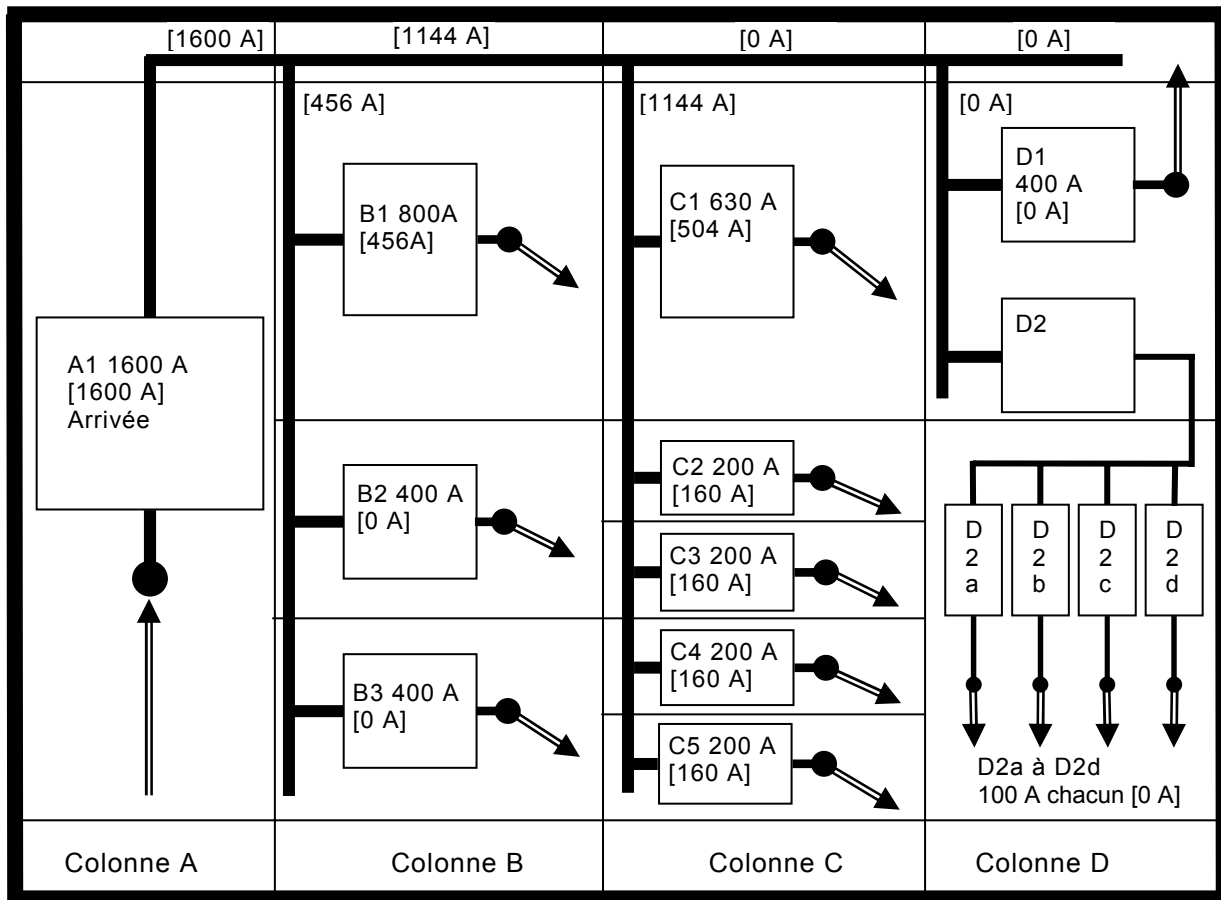 [1600 A]
[1144 A]
[0 A]
[0 A]
[456 A]
[1144 A]
[0 A]
A1 1600 A
[1600 A]
Arrivée
B1 800A
[456A]
B2 400 A
[0 A]
B3 400 A
[0 A]
C1 630 A
[504 A]
C2 200 A
[160 A]
C3 200 A
[160 A]
C4 200 A
[160 A]
C5 200 A
[160 A]
D1
400 A
[0 A]
D2
D
2
a
D
2
b
D
2
c
D
2
d
D2a à D2d
100 A chacun [0 A]
Colonne A
Colonne B
Colonne C
Colonne D